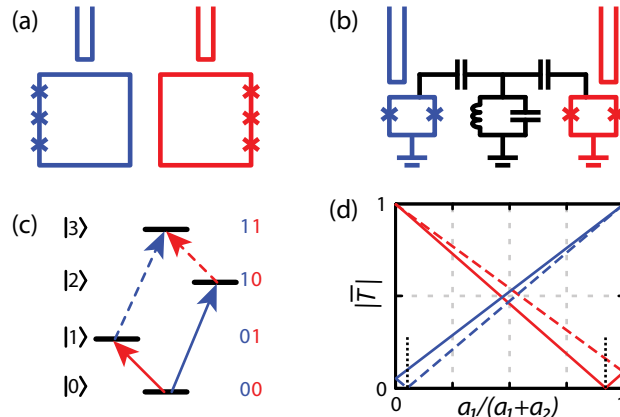 (a)
(b)
(c)
|3> 11
|2> 10
|1> 01
|0> 00
(d)
1
|T̅|
0
0 a₁/(a₁+a₂)